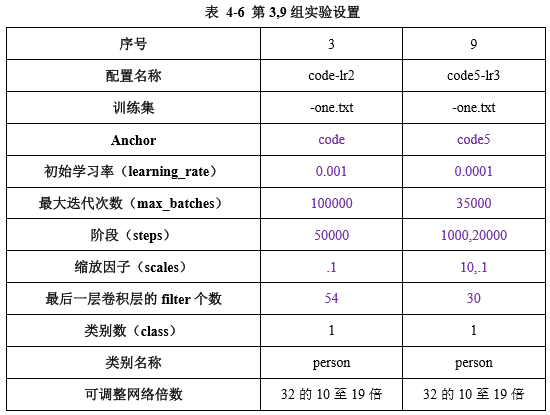 表 4-6 第 3,9 组实验设置
序号 3 9
配置名称 code-lr2 code5-lr3
训练集 -one.txt -one.txt
Anchor code code5
初始学习率（learning_rate） 0.001 0.0001
最大迭代次数（max_batches） 100000 35000
阶段（steps） 50000 1000,20000
缩放因子（scales） .1 10,.1
最后一层卷积层的 filter 个数 54 30
类别数（class） 1 1
类别名称 person person
可调整网络倍数 32 的 10 至 19 倍 32 的 10 至 19 倍